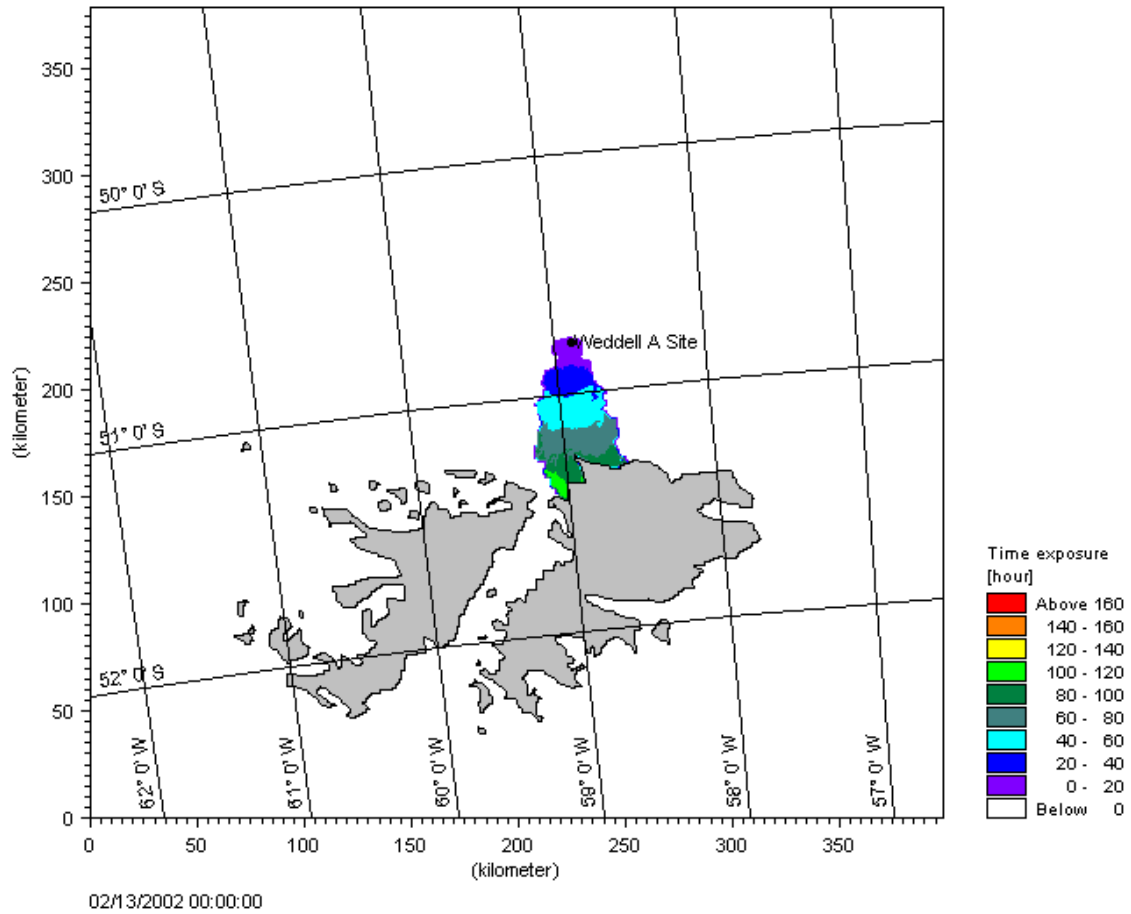 350
300
250
200
150
100
50
0
(kilometer)
50° 0' S
51° 0' S
52° 0' S
Weddell A Site
62° 0' W
61° 0' W
60° 0' W
59° 0' W
58° 0' W
57° 0' W
0 50 100 150 200 250 300 350
(kilometer)
02/13/2002 00:00:00
Time exposure
[hour]
Above 160
140 - 160
120 - 140
100 - 120
80 - 100
60 - 80
40 - 60
20 - 40
0 - 20
Below 0